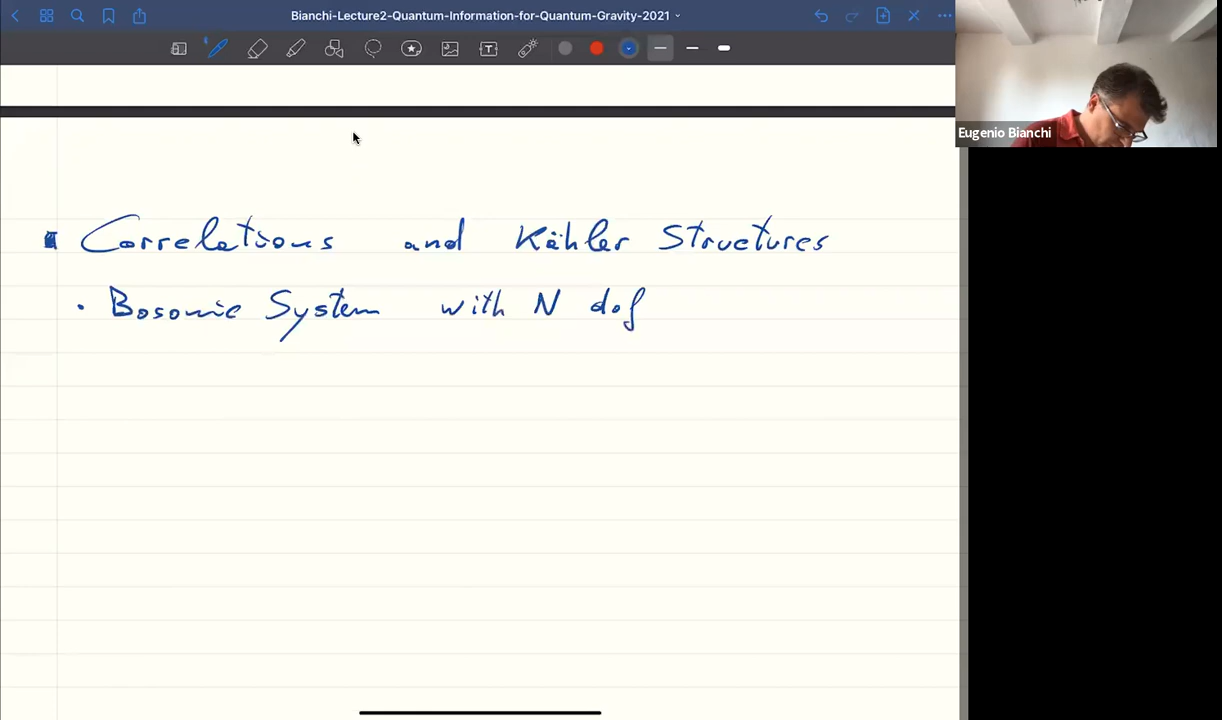 Bianchi-Lecture2-Quantum-Information-for-Quantum-Gravity-2021
Eugenio Bianchi
Correlations and Kähler Structures
• Bosonic System with N dof